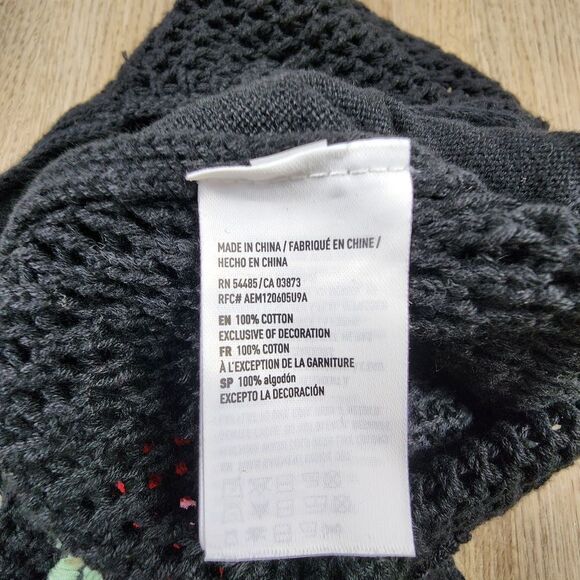 MADE IN CHINA / FABRIQUÉ EN CHINE /
HECHO EN CHINA
RN 54485/CA 03873
RFC# AEM120605U9A
EN 100% COTTON
EXCLUSIVE OF DECORATION
FR 100% COTON
À L'EXCEPTION DE LA GARNITURE
SP 100% algodón
EXCEPTO LA DECORACIÓN